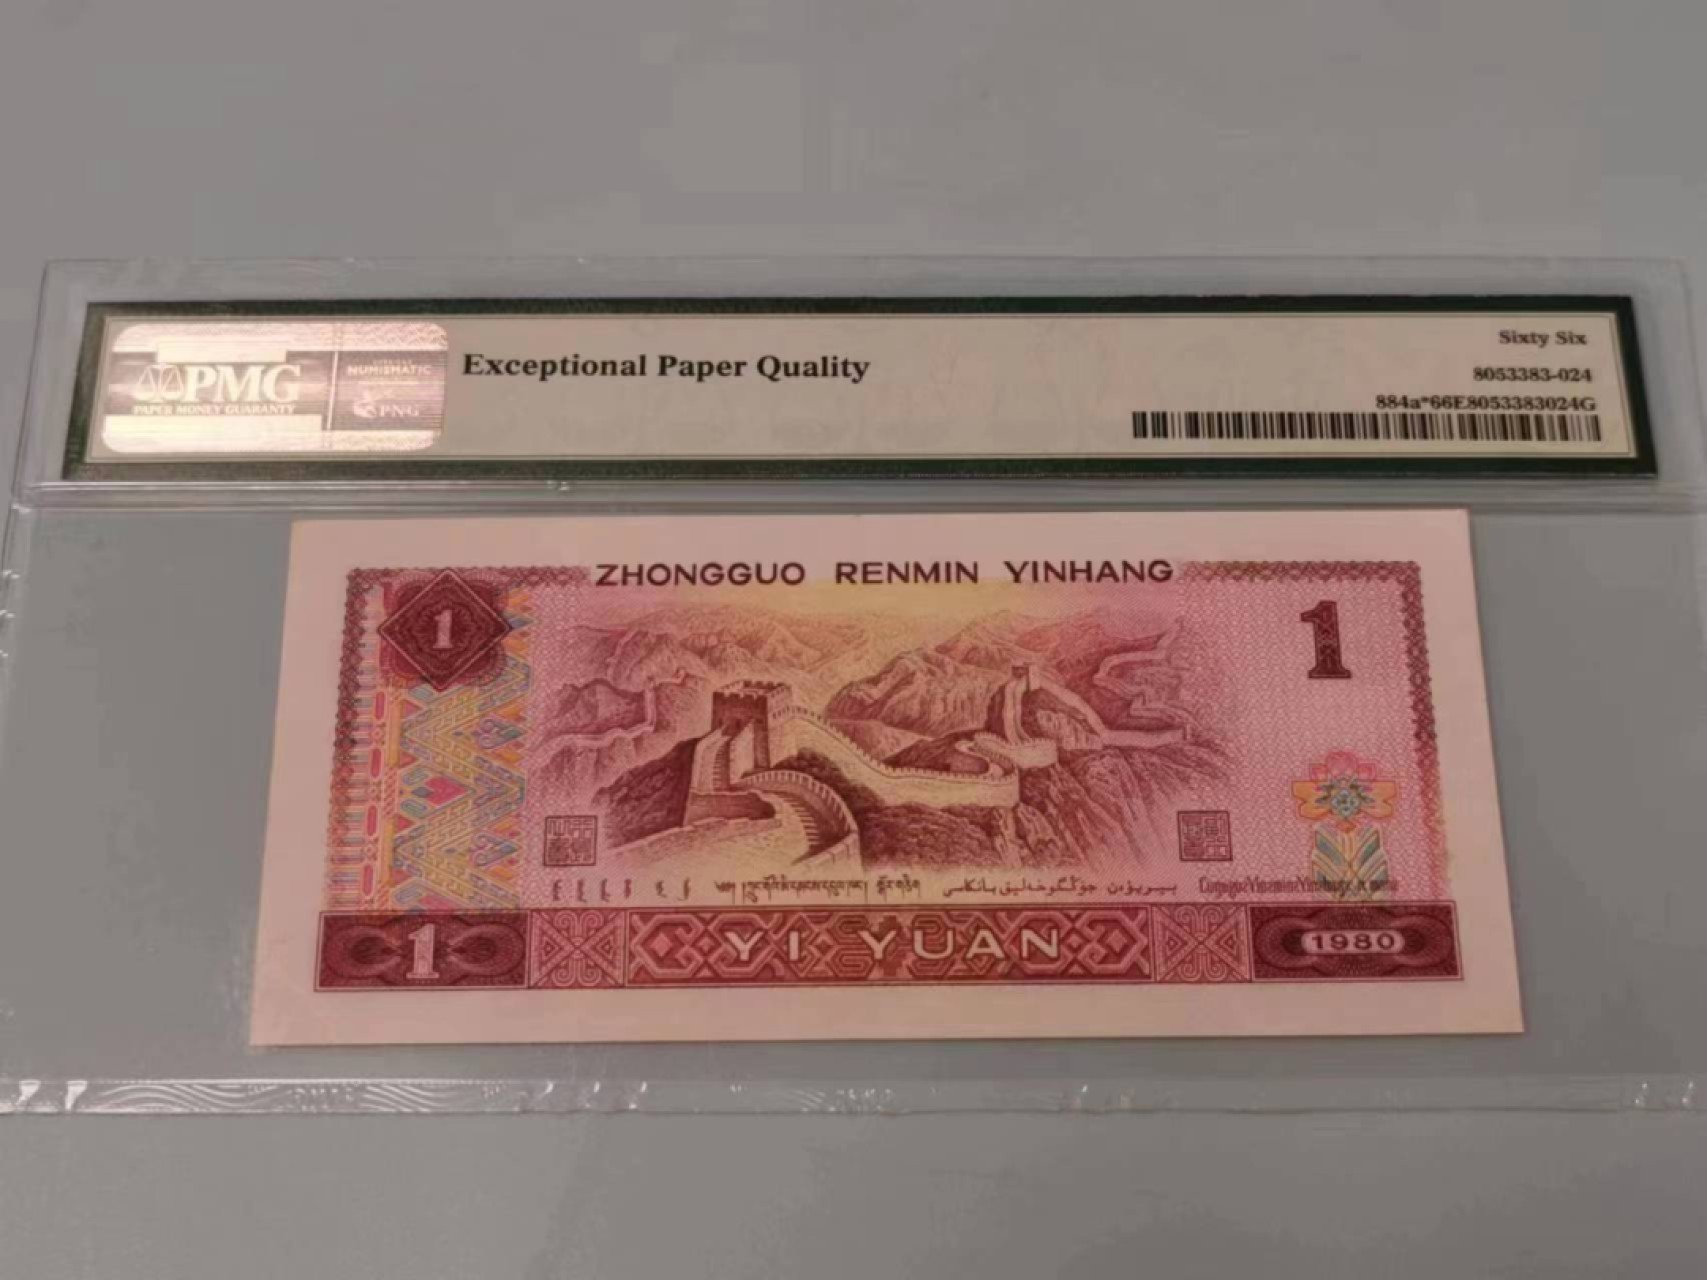 PMG
PAPER MONEY GUARANTY
NUMISMATIC
PNG
Exceptional Paper Quality
Sixty Six
8053383-024
884a*66E8053383024G
ZHONGGUO RENMIN YINHANG
1
1
YI YUAN
1
1980